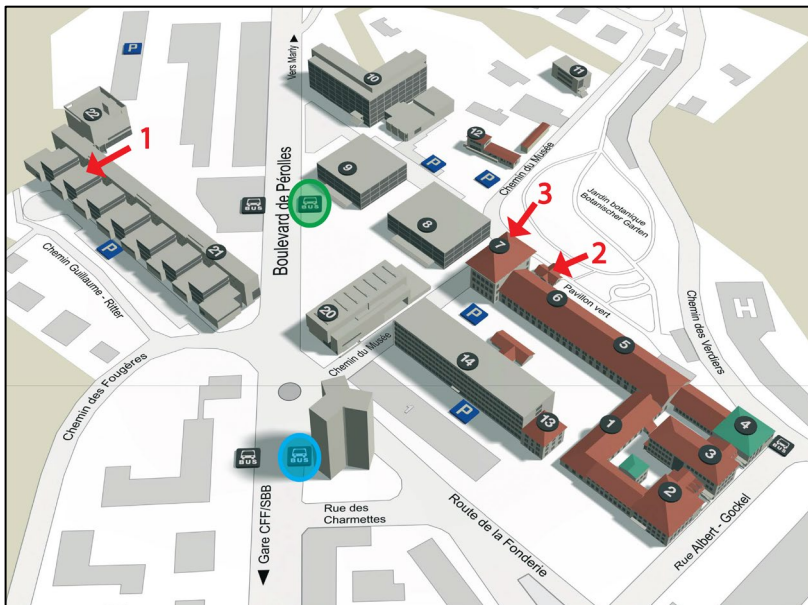 P
Vers Marly
10
11
22
12
1
9
P
P
Chemin du Musée
Jardin botanique
Botanischer Garten
BUS
BUS
Boulevard de Pérolles
8
3
7
2
P
21
Chemin Guillaume - Ritter
6
Pavillon vert
20
P
5
Chemin des Verdiers
H
Chemin du Musée
14
Chemin des Fougères
P
13
1
4
3
2
BUS
BUS
BUS
Gare CFF/SBB
Rue des
Charmettes
Route de la Fonderie
Rue Albert - Gockel